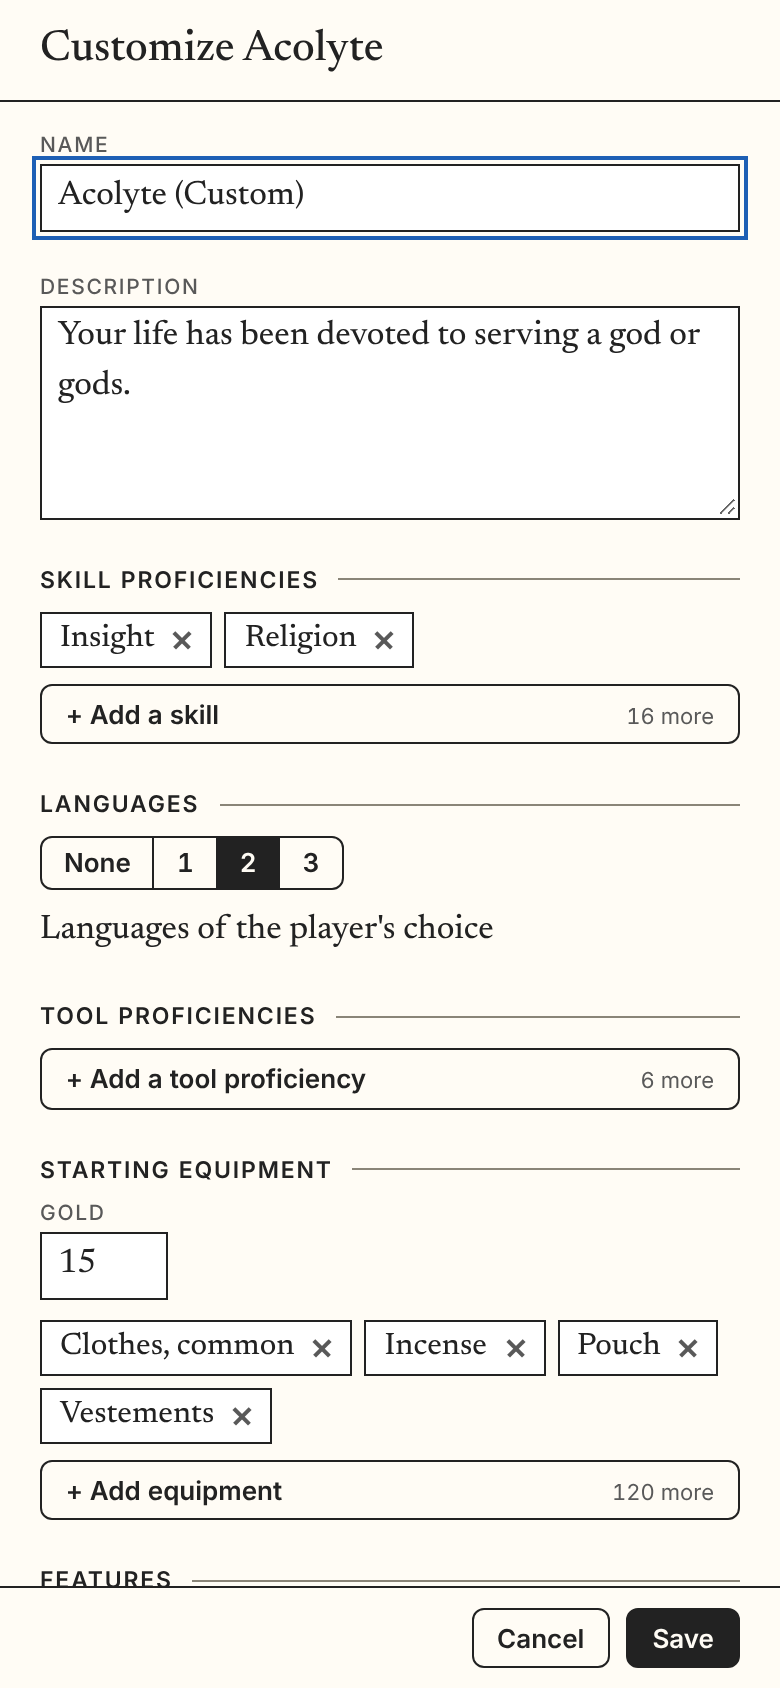 Customize Acolyte
NAME
Acolyte (Custom)
DESCRIPTION
Your life has been devoted to serving a god or
gods.
SKILL PROFICIENCIES
Insight ✕ Religion ✕
+ Add a skill 16 more
LANGUAGES
None 1 2 3
Languages of the player's choice
TOOL PROFICIENCIES
+ Add a tool proficiency 6 more
STARTING EQUIPMENT
GOLD
15
Clothes, common ✕ Incense ✕ Pouch ✕
Vestements ✕
+ Add equipment 120 more
FEATURES
Cancel Save